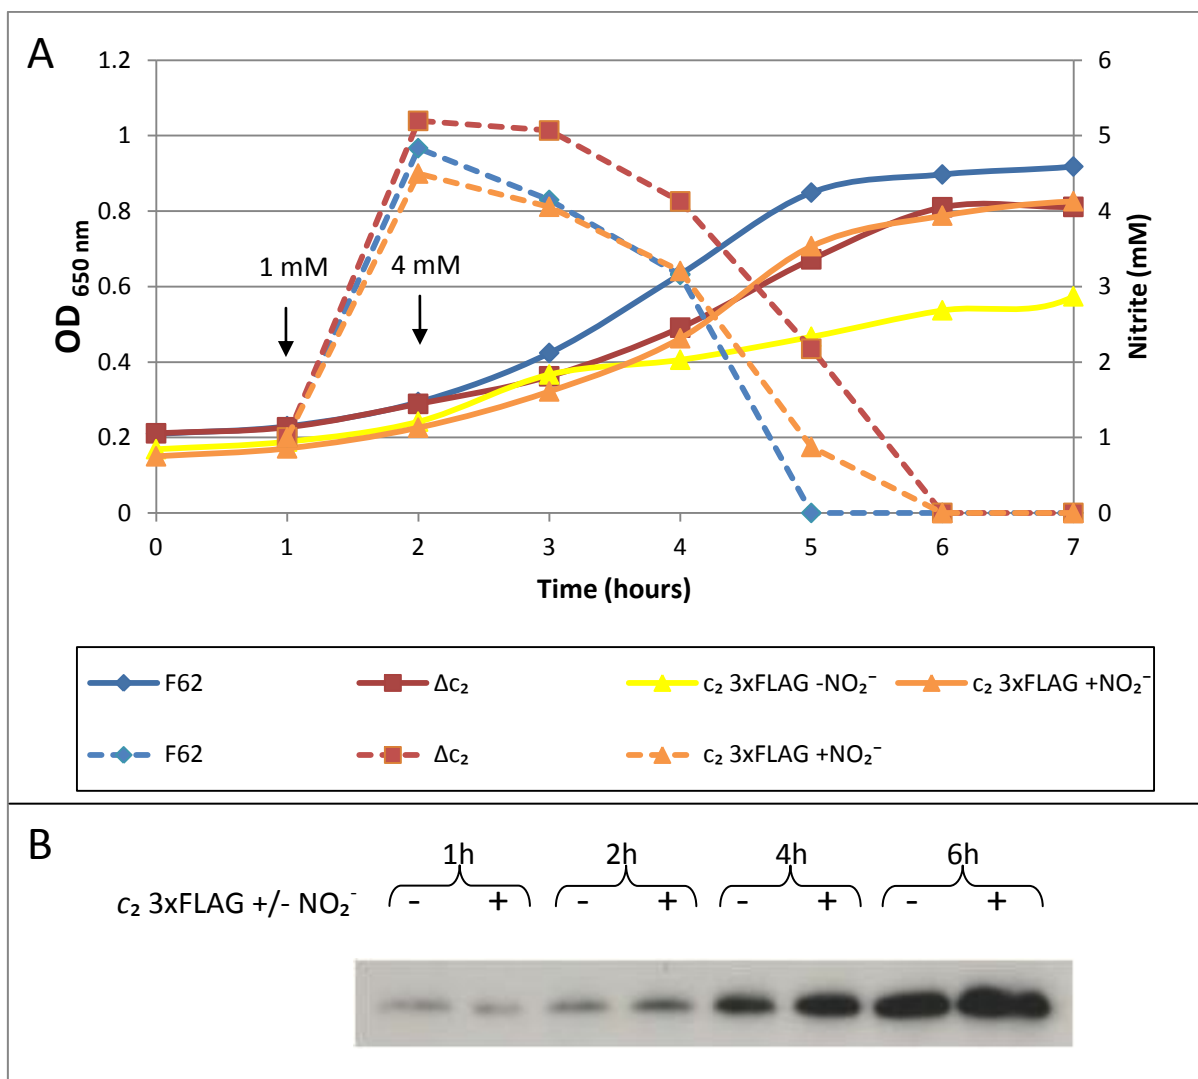 A
1.2
1
0.8
0.6
0.4
0.2
0
OD 650 nm
6
5
4
3
2
1
0
Nitrite (mM)
1 mM
4 mM
0 1 2 3 4 5 6 7
Time (hours)
F62 Δc₂ c₂ 3xFLAG -NO₂⁻ c₂ 3xFLAG +NO₂⁻
F62 Δc₂ c₂ 3xFLAG +NO₂⁻
B
1h 2h 4h 6h
c₂ 3xFLAG +/- NO₂⁻ - + - + - + - +